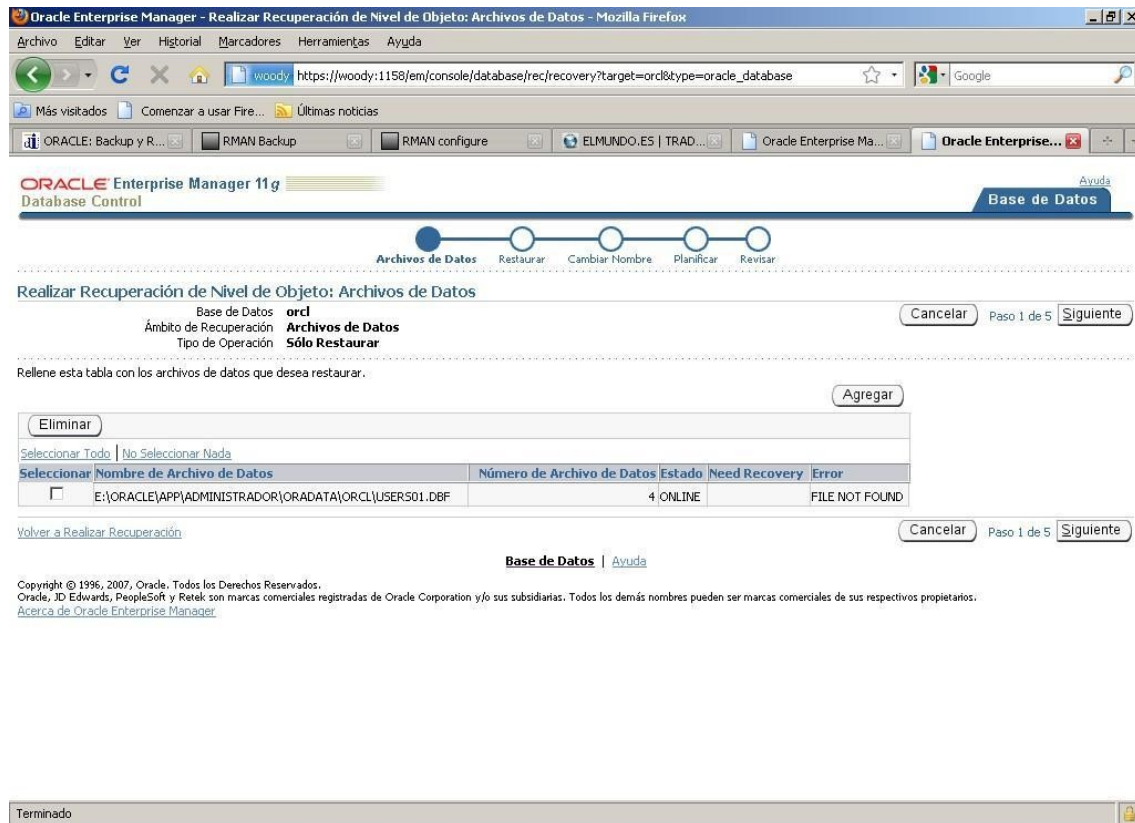 Oracle Enterprise Manager - Realizar Recuperación de Nivel de Objeto: Archivos de Datos - Mozilla Firefox
Archivo Editar Ver Historial Marcadores Herramientas Ayuda
woody https://woody:1158/em/console/database/rec/recovery?target=orcl&type=oracle_database
Google
Más visitados Comenzar a usar Fire... Últimas noticias
ORACLE: Backup y R... RMAN Backup RMAN configure ELMUNDO.ES | TRAD... Oracle Enterprise Ma... Oracle Enterprise...
ORACLE Enterprise Manager 11g
Database Control
Ayuda
Base de Datos
Archivos de Datos Restaurar Cambiar Nombre Planificar Revisar
Realizar Recuperación de Nivel de Objeto: Archivos de Datos
Base de Datos orcl
Ámbito de Recuperación Archivos de Datos
Tipo de Operación Sólo Restaurar
Cancelar Paso 1 de 5 Siguiente
Rellene esta tabla con los archivos de datos que desea restaurar.
Agregar
Eliminar
Seleccionar Todo | No Seleccionar Nada
Seleccionar Nombre de Archivo de Datos Número de Archivo de Datos Estado Need Recovery Error
E:\ORACLE\APP\ADMINISTRADOR\ORADATA\ORCL\USERS01.DBF 4 ONLINE FILE NOT FOUND
Volver a Realizar Recuperación
Cancelar Paso 1 de 5 Siguiente
Base de Datos | Ayuda
Copyright © 1996, 2007, Oracle. Todos los Derechos Reservados.
Oracle, JD Edwards, PeopleSoft y Retek son marcas comerciales registradas de Oracle Corporation y/o sus subsidiarias. Todos los demás nombres pueden ser marcas comerciales de sus respectivos propietarios.
Acerca de Oracle Enterprise Manager
Terminado